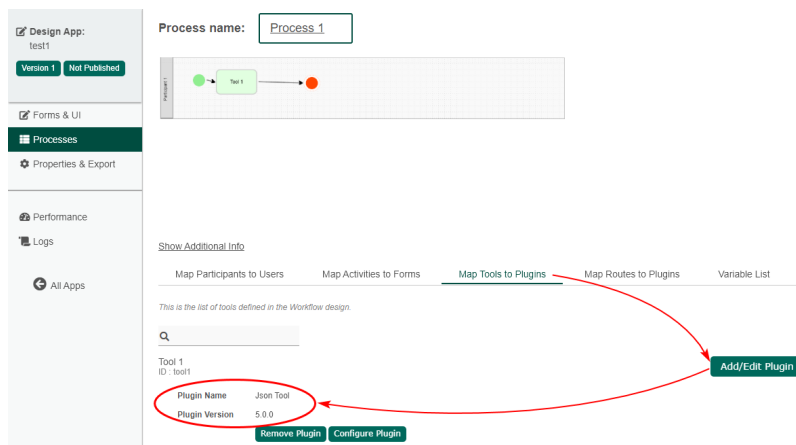 Design App:
test1
Version 1 Not Published
Forms & UI
Processes
Properties & Export
Performance
Logs
All Apps
Process name: Process 1
Participant 1
Tool 1
Show Additional Info
Map Participants to Users Map Activities to Forms Map Tools to Plugins Map Routes to Plugins Variable List
This is the list of tools defined in the Workflow design.
Tool 1
ID : tool1
Add/Edit Plugin
Plugin Name Json Tool
Plugin Version 5.0.0
Remove Plugin Configure Plugin